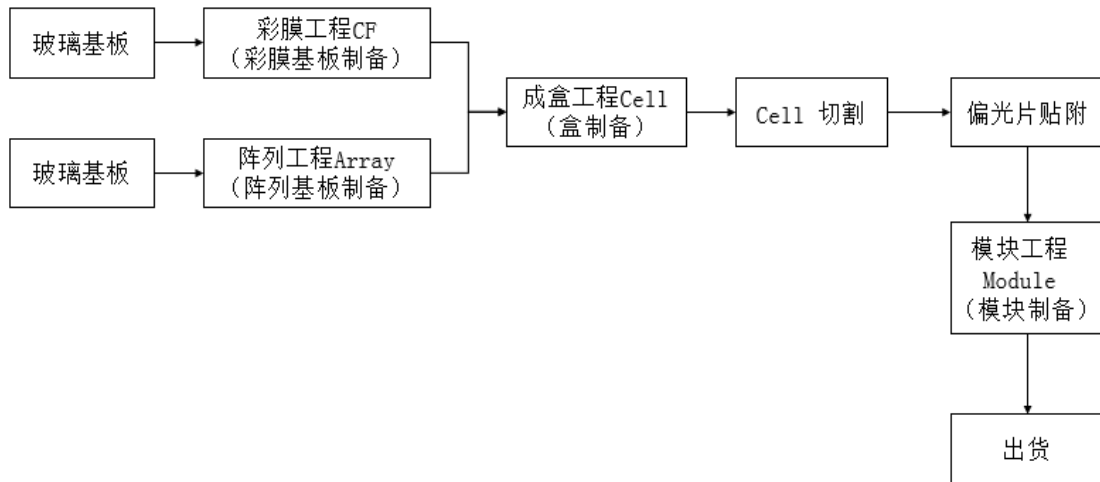 玻璃基板
彩膜工程CF
（彩膜基板制备）
玻璃基板
阵列工程Array
（阵列基板制备）
成盒工程Cell
（盒制备）
Cell 切割
偏光片贴附
模块工程
Module
（模块制备）
出货